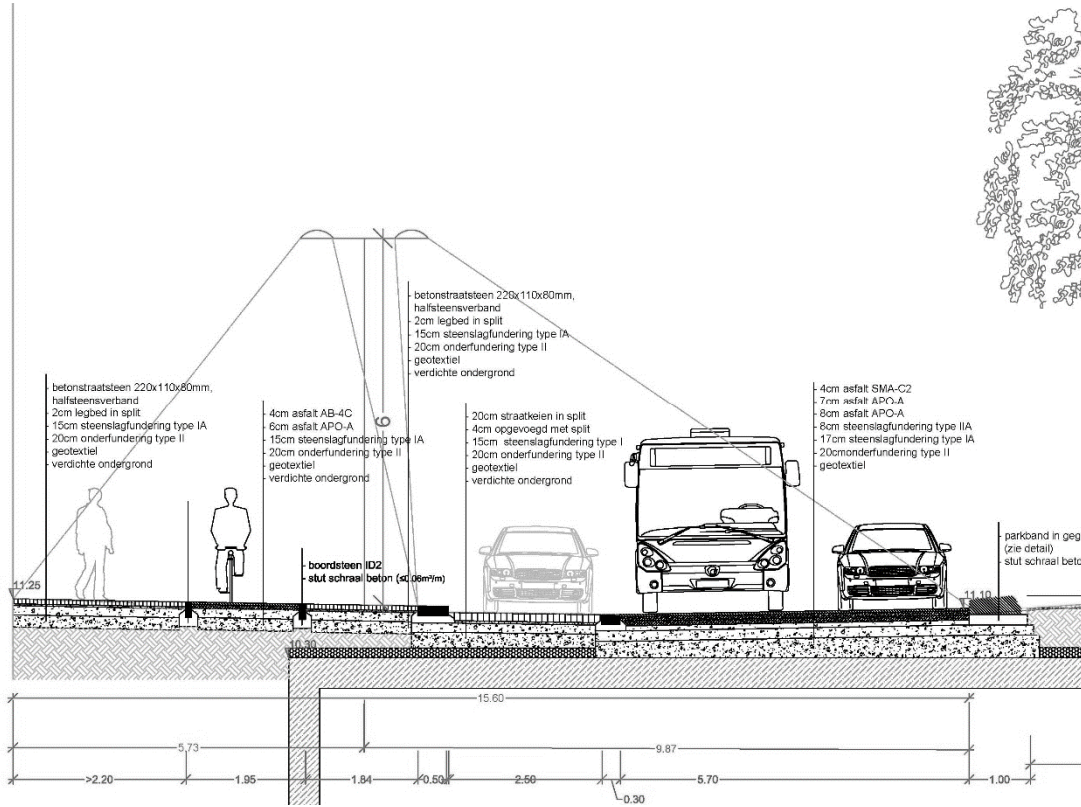 betonstraatsteen 220x110x80mm,
halfsteensverband
2cm legbed in split
15cm steenslagfundering type IA
20cm onderfundering type II
geotextiel
verdichte ondergrond
4cm asfalt AB-4C
6cm asfalt APO-A
15cm steenslagfundering type IA
20cm onderfundering type II
geotextiel
verdichte ondergrond
betonstraatsteen 220x110x80mm,
halfsteensverband
2cm legbed in split
15cm steenslagfundering type IA
20cm onderfundering type II
geotextiel
verdichte ondergrond
20cm straatkeien in split
4cm opgevoegd met split
15cm steenslagfundering type I
20cm onderfundering type II
geotextiel
verdichte ondergrond
4cm asfalt SMA-C2
7cm asfalt APO-A
8cm asfalt APO-A
8cm steenslagfundering type IIA
17cm steenslagfundering type IA
20cmonderfundering type II
geotextiel
6
boordsteen ID2
stut schraal beton (≤0.06m³/m)
parkband in geg
(zie detail)
stut schraal beto
11.25
11.10
10.30
15.60
5.73
9.87
>2.20
1.95
1.84
0.50
2.50
5.70
1.00
0.30